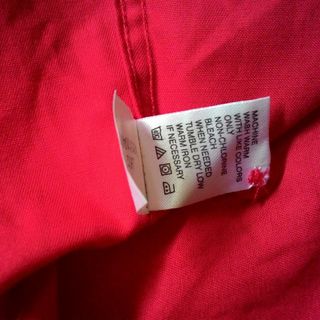 MACHINE
WASH WARM
WITH LIKE COLORS
ONLY
NON-CHLORINE
BLEACH
WHEN NEEDED
TUMBLE DRY LOW
WARM IRON
IF NECESSARY